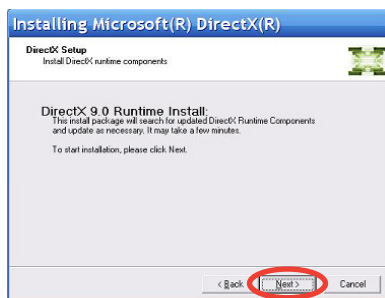 Installing Microsoft(R) DirectX(R)
DirectX Setup
Install DirectX runtime components
DirectX 9.0 Runtime Install:
This install package will search for updated DirectX Runtime Components
and update as necessary. It may take a few minutes.
To start installation, please click Next.
< Back Next > Cancel